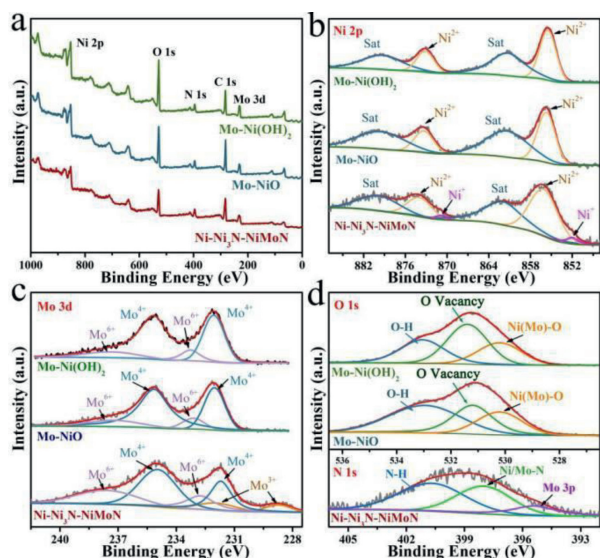 a
Ni 2p
O 1s
N 1s
C 1s
Mo 3d
Mo-Ni(OH)₂
Mo-NiO
Ni-Ni₃N-NiMoN
1000 800 600 400 200 0
Binding Energy (eV)
Intensity (a.u.)
b
Ni 2p
Sat Ni²⁺ Sat Ni²⁺
Mo-Ni(OH)₂
Sat Ni²⁺ Sat Ni²⁺
Mo-NiO
Sat Ni²⁺ Ni⁺ Sat Ni²⁺ Ni⁺
Ni-Ni₃N-NiMoN
882 876 870 864 858 852
Binding Energy (eV)
Intensity (a.u.)
c
Mo 3d
Mo⁶⁺ Mo⁴⁺ Mo⁶⁺ Mo⁴⁺
Mo-Ni(OH)₂
Mo⁶⁺ Mo⁴⁺ Mo⁶⁺ Mo⁴⁺
Mo-NiO
Mo⁶⁺ Mo⁴⁺ Mo⁶⁺ Mo⁴⁺ Mo³⁺
Ni-Ni₃N-NiMoN
240 237 234 231 228
Binding Energy (eV)
Intensity (a.u.)
d
O 1s
O Vacancy
O-H
Ni(Mo)-O
Mo-Ni(OH)₂
O Vacancy
O-H
Ni(Mo)-O
Mo-NiO
536 534 532 530 528
N 1s
N-H
Ni/Mo-N
Mo 3p
Ni-Ni₃N-NiMoN
405 402 399 396 393
Binding Energy (eV)
Intensity (a.u.)